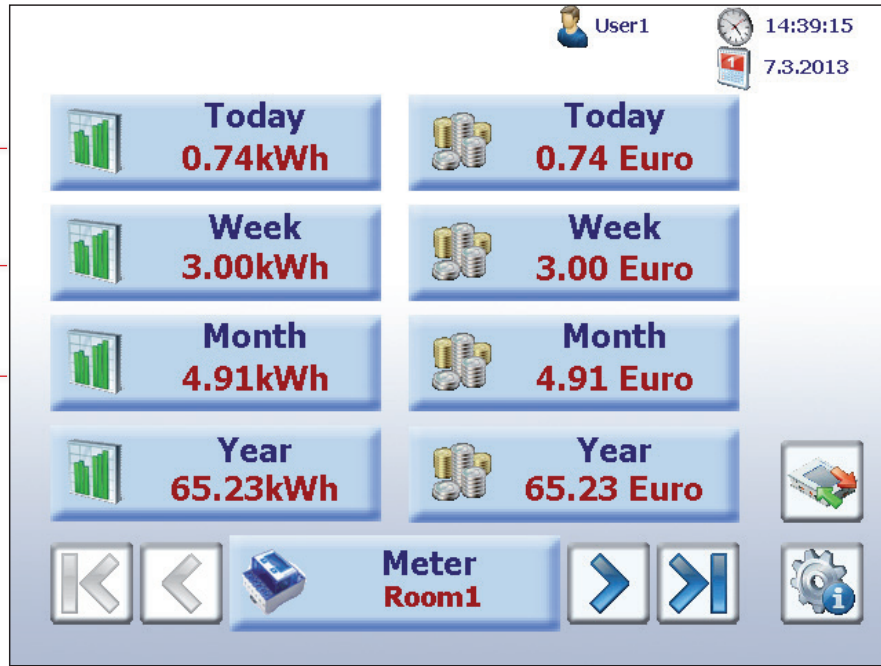 User1
14:39:15
7.3.2013
Today
0.74kWh
Today
0.74 Euro
Week
3.00kWh
Week
3.00 Euro
Month
4.91kWh
Month
4.91 Euro
Year
65.23kWh
Year
65.23 Euro
Meter
Room1